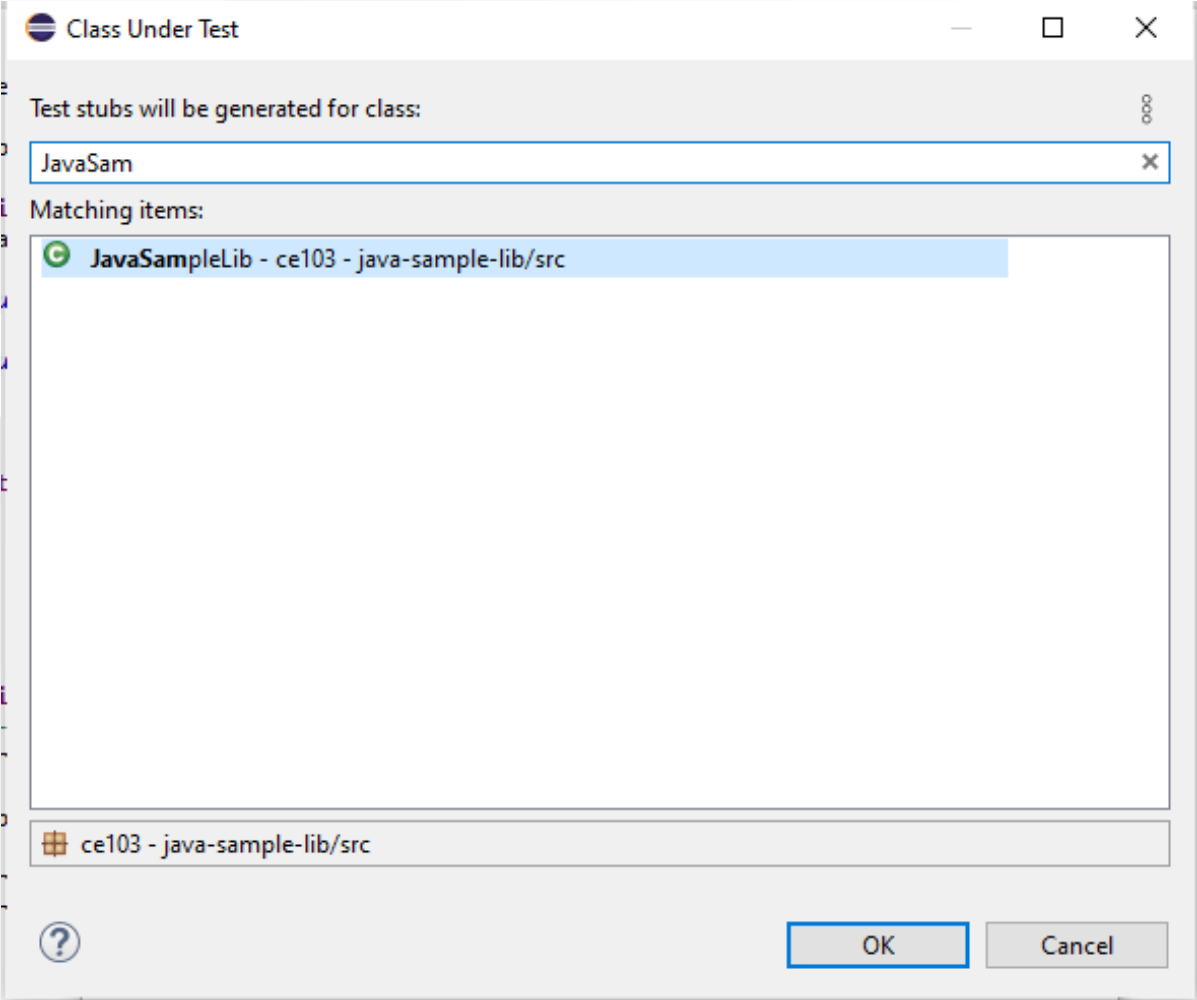 Class Under Test
Test stubs will be generated for class:
JavaSam
Matching items:
JavaSampleLib - ce103 - java-sample-lib/src
ce103 - java-sample-lib/src
OK
Cancel